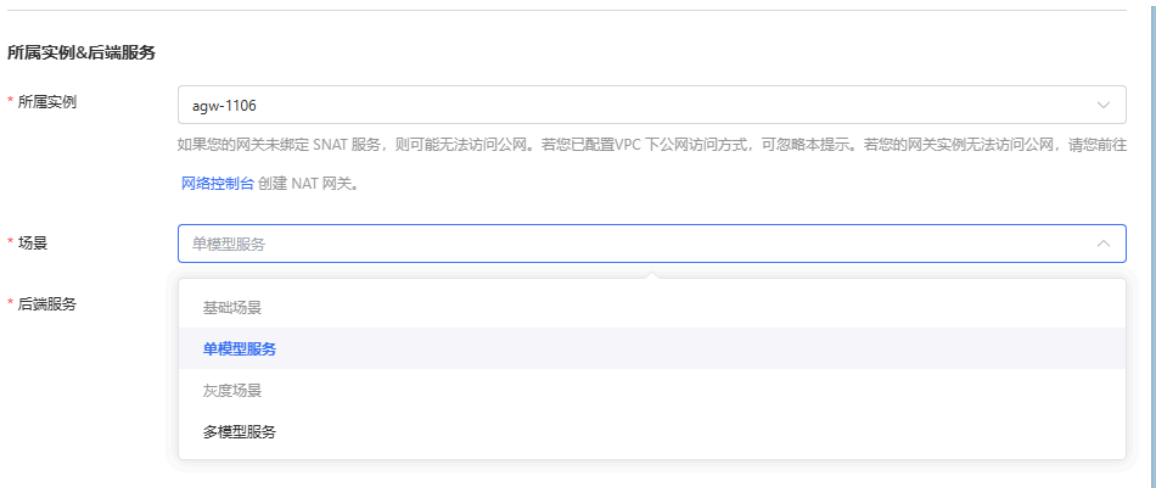 所属实例&后端服务
* 所属实例
agw-1106
如果您的网关未绑定 SNAT 服务，则可能无法访问公网。若您已配置VPC 下公网访问方式，可忽略本提示。若您的网关实例无法访问公网，请您前往
网络控制台 创建 NAT 网关。
* 场景
单模型服务
* 后端服务
基础场景
单模型服务
灰度场景
多模型服务